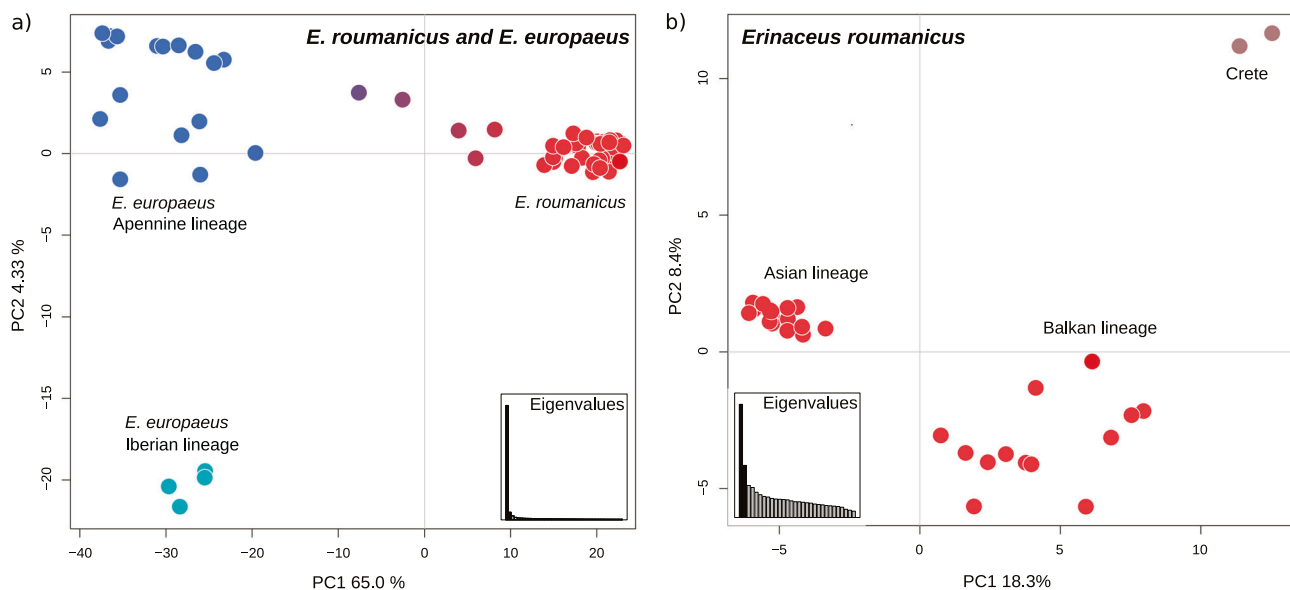 a)
E. roumanicus and E. europaeus
5
0
−5
−10
−15
−20
PC2 4.33 %
E. europaeus
Apennine lineage
E. roumanicus
E. europaeus
Iberian lineage
Eigenvalues
−40
−30
−20
−10
0
10
20
PC1 65.0 %
b)
Erinaceus roumanicus
Crete
10
5
0
−5
PC2 8.4%
Asian lineage
Balkan lineage
Eigenvalues
−5
0
5
10
PC1 18.3%